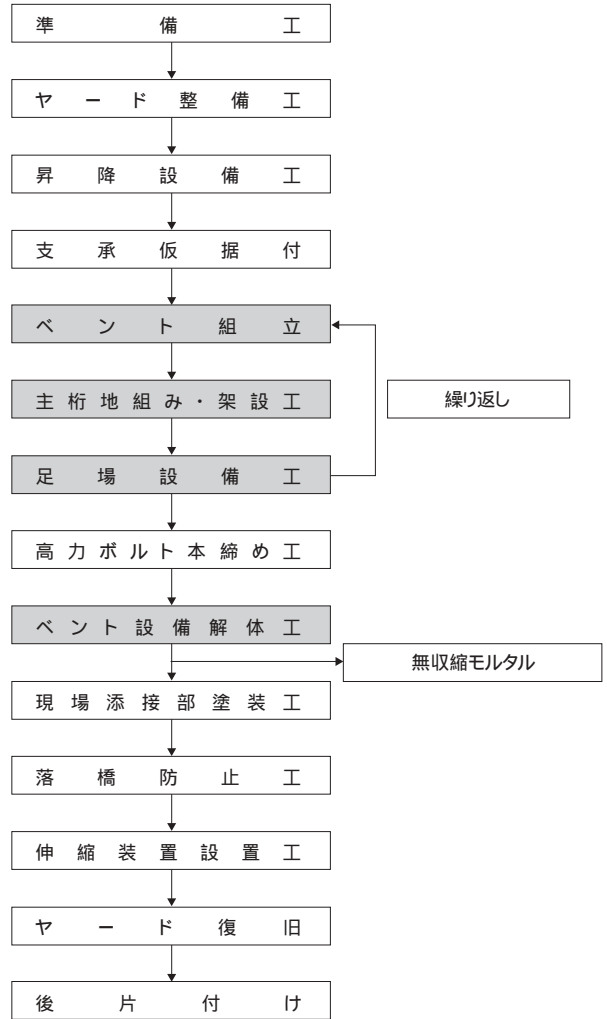 準備工
ヤード整備工
昇降設備工
支承仮据付
ベント組立
主桁地組み・架設工
繰り返し
足場設備工
高力ボルト本締め工
ベント設備解体工
無収縮モルタル
現場添接部塗装工
落橋防止工
伸縮装置設置工
ヤード復旧
後片付け